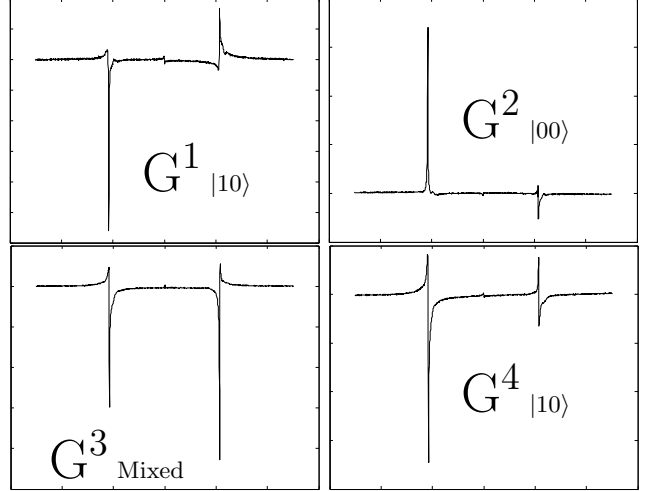 G¹ |10⟩
G² |00⟩
G³ Mixed
G⁴ |10⟩